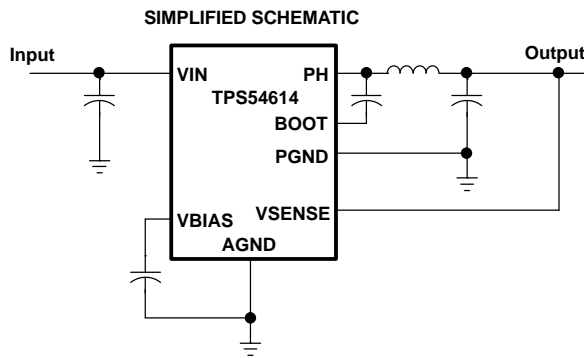 SIMPLIFIED SCHEMATIC
Input
Output
VIN
PH
TPS54614
BOOT
PGND
VBIAS
VSENSE
AGND